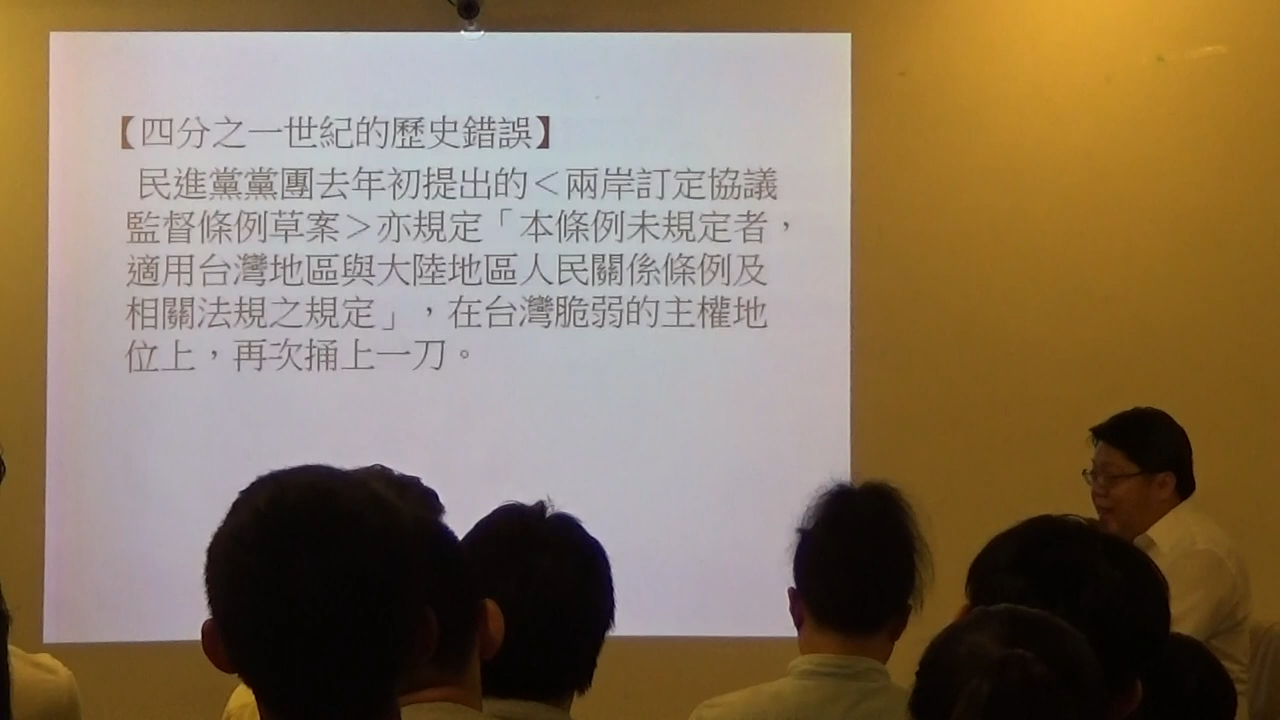 【四分之一世紀的歷史錯誤】
民進黨黨團去年初提出的＜兩岸訂定協議
監督條例草案＞亦規定「本條例未規定者，
適用台灣地區與大陸地區人民關係條例及
相關法規之規定」，在台灣脆弱的主權地
位上，再次捅上一刀。